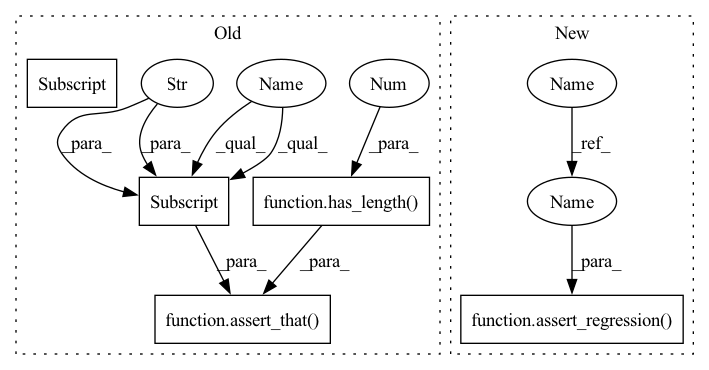 Old
New
Subscript
Str
Name
Num
Name
_para_
_para_
_qual_
_qual_
_para_
_ref_
Subscript
function.has_length()
Name
_para_
_para_
_para_
function.assert_that()
function.assert_regression()